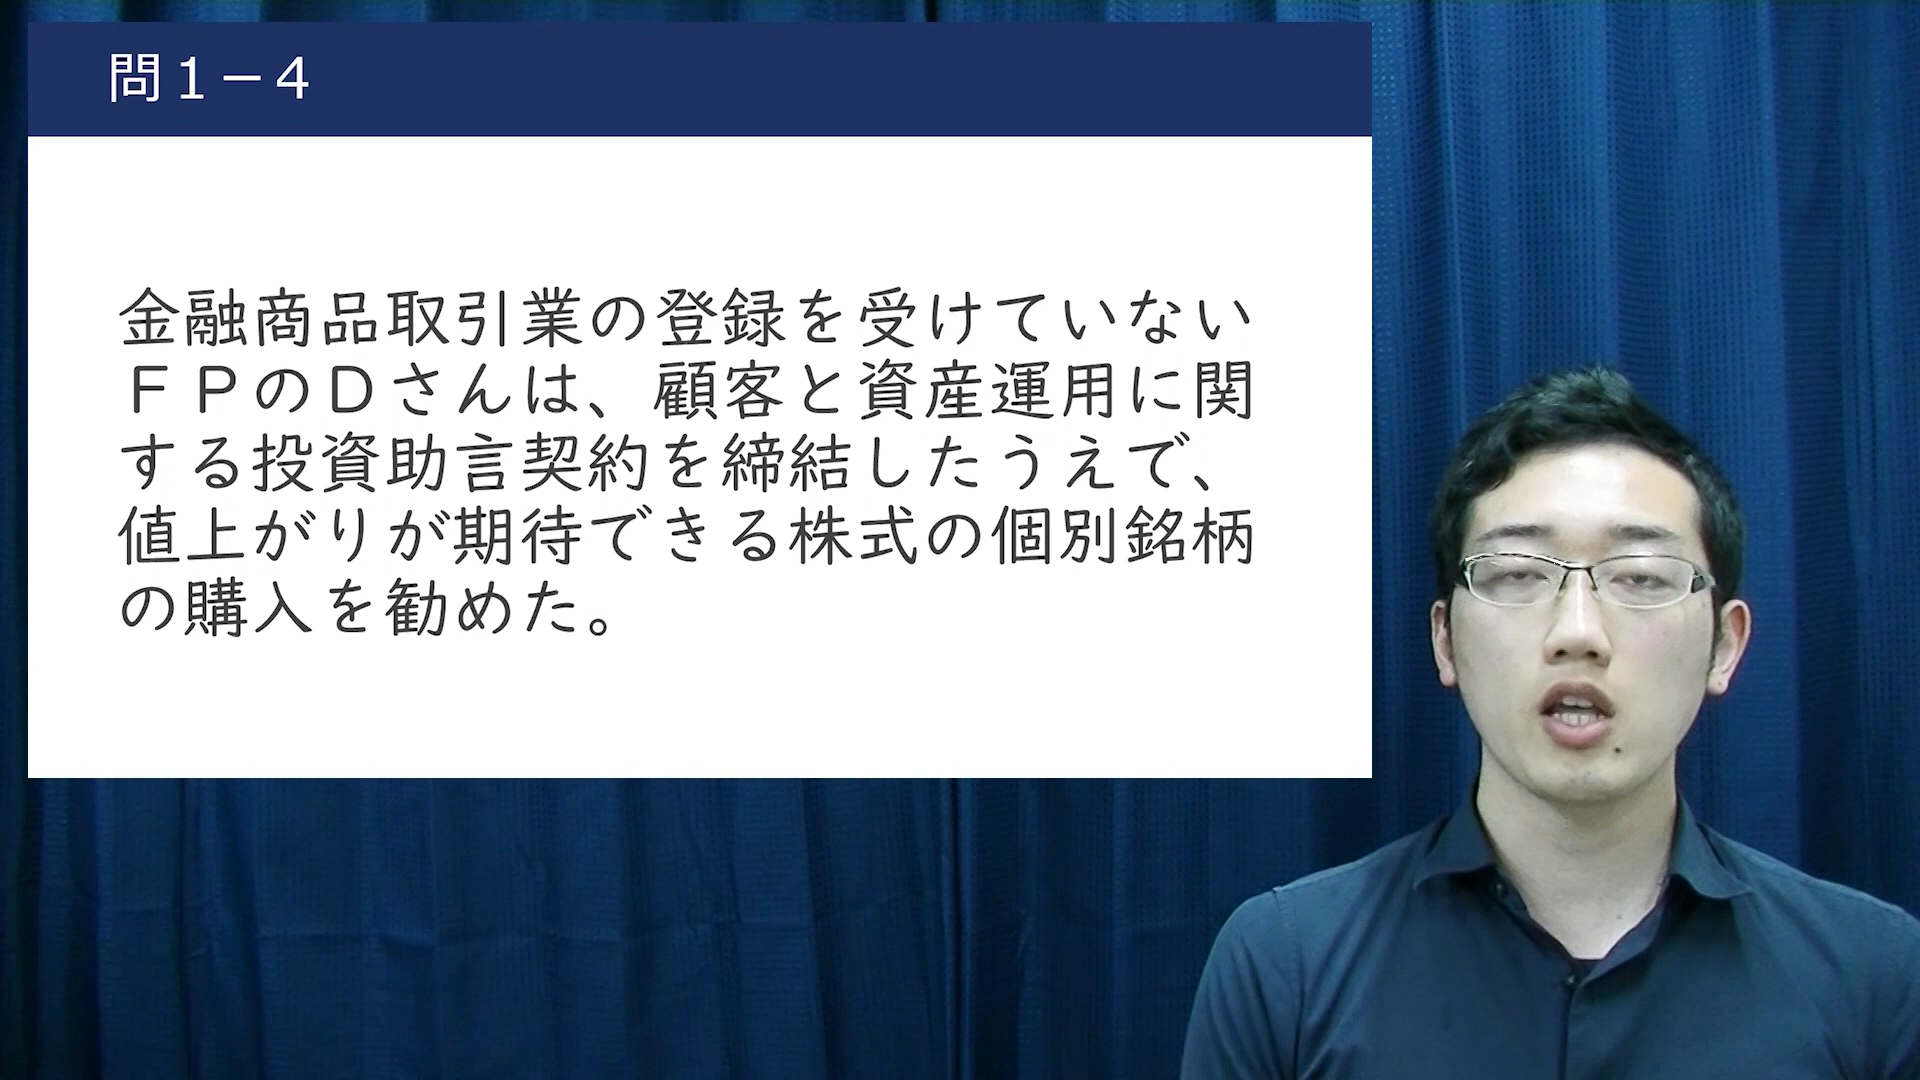 問１－４
金融商品取引業の登録を受けていない
ＦＰのＤさんは、顧客と資産運用に関
する投資助言契約を締結したうえで、
値上がりが期待できる株式の個別銘柄
の購入を勧めた。